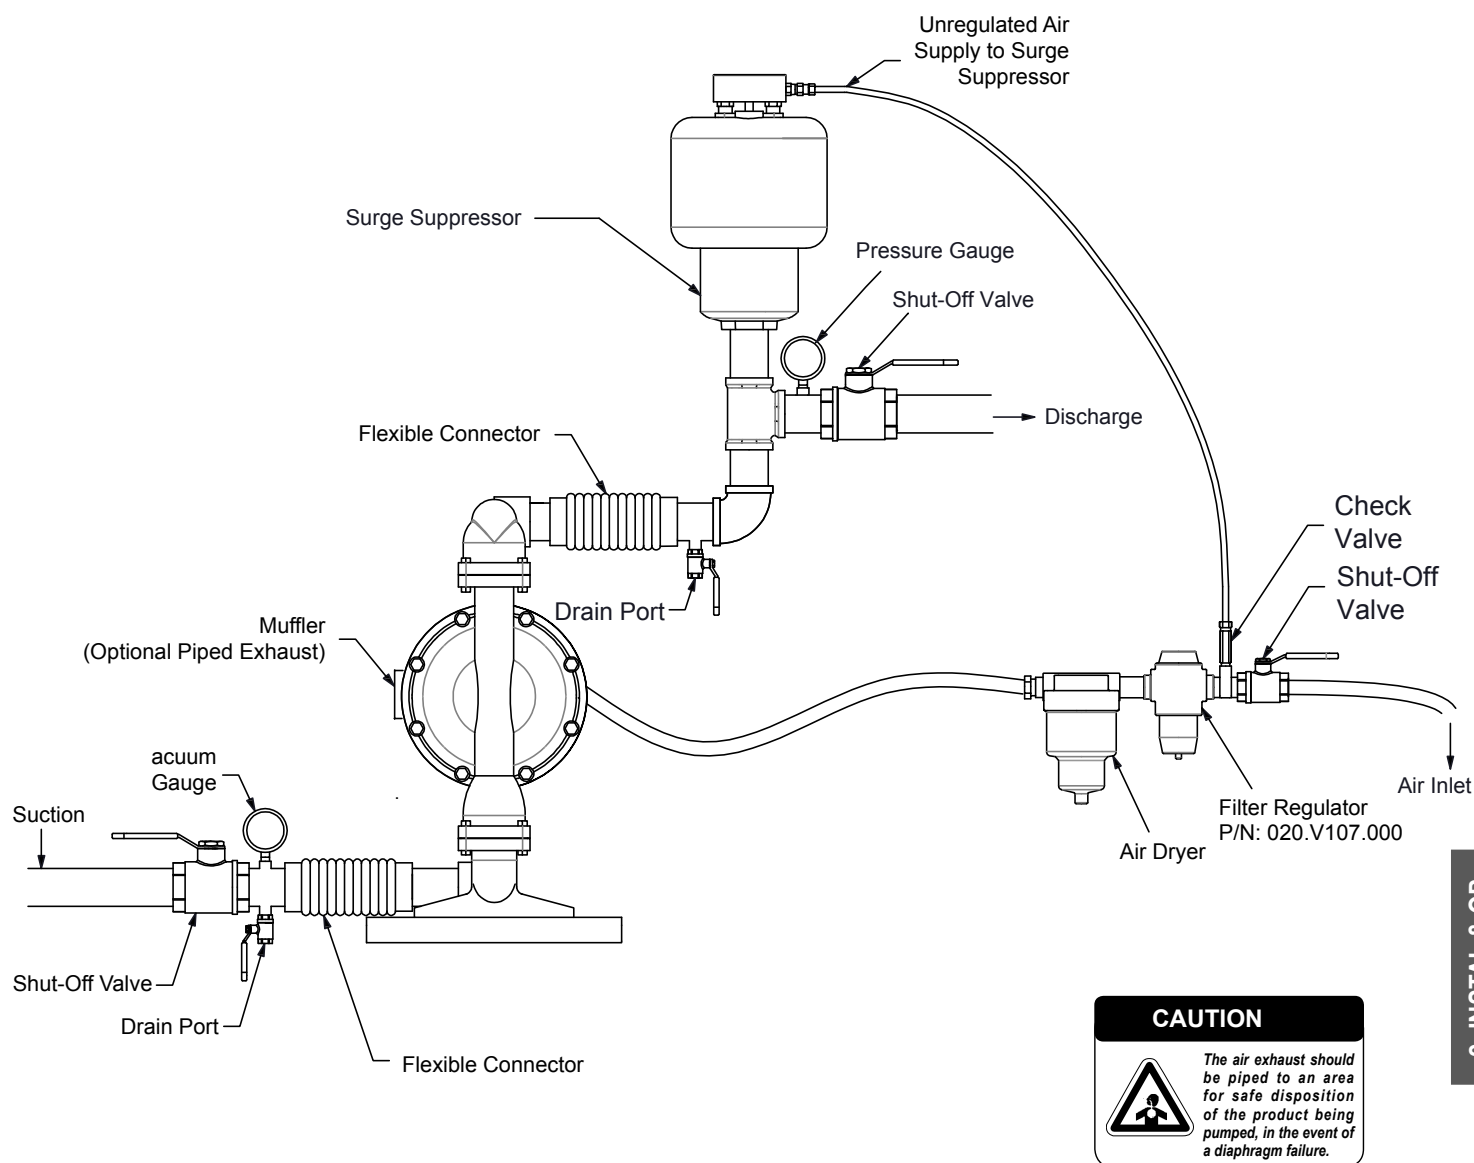 Unregulated Air
Supply to Surge
Suppressor
Surge Suppressor
Pressure Gauge
Shut-Off Valve
Discharge
Flexible Connector
Check
Valve
Shut-Off
Valve
Drain Port
Muffler
(Optional Piped Exhaust)
acuum
Gauge
Suction
Air Inlet
Filter Regulator
P/N: 020.V107.000
Air Dryer
Shut-Off Valve
Drain Port
Flexible Connector
CAUTION
The air exhaust should
be piped to an area
for safe disposition
of the product being
pumped, in the event of
a diaphragm failure.
INSTAL & OP